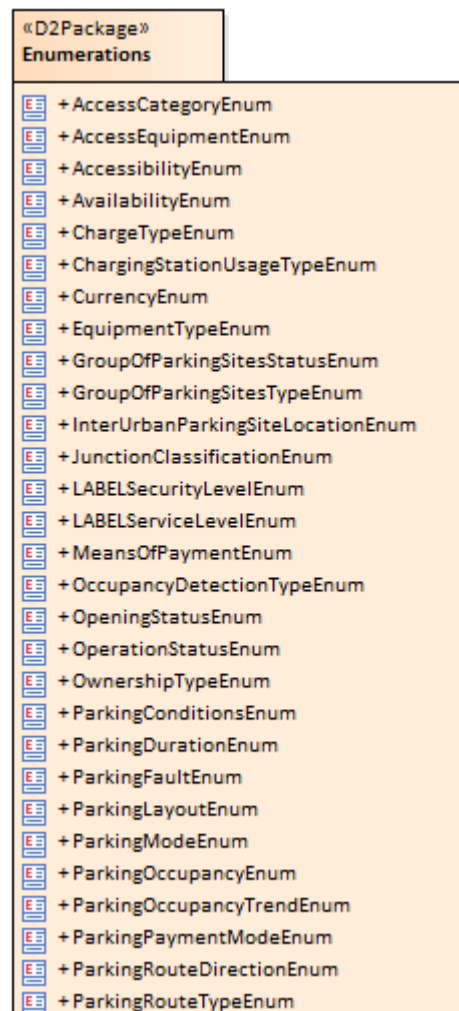 «D2Package»
Enumerations
+AccessCategoryEnum
+AccessEquipmentEnum
+AccessibilityEnum
+AvailabilityEnum
+ChargeTypeEnum
+ChargingStationUsageTypeEnum
+CurrencyEnum
+EquipmentTypeEnum
+GroupOfParkingSitesStatusEnum
+GroupOfParkingSitesTypeEnum
+InterUrbanParkingSiteLocationEnum
+JunctionClassificationEnum
+LABELSecurityLevelEnum
+LABELServiceLevelEnum
+MeansOfPaymentEnum
+OccupancyDetectionTypeEnum
+OpeningStatusEnum
+OperationStatusEnum
+OwnershipTypeEnum
+ParkingConditionsEnum
+ParkingDurationEnum
+ParkingFaultEnum
+ParkingLayoutEnum
+ParkingModeEnum
+ParkingOccupancyEnum
+ParkingOccupancyTrendEnum
+ParkingPaymentModeEnum
+ParkingRouteDirectionEnum
+ParkingRouteTypeEnum